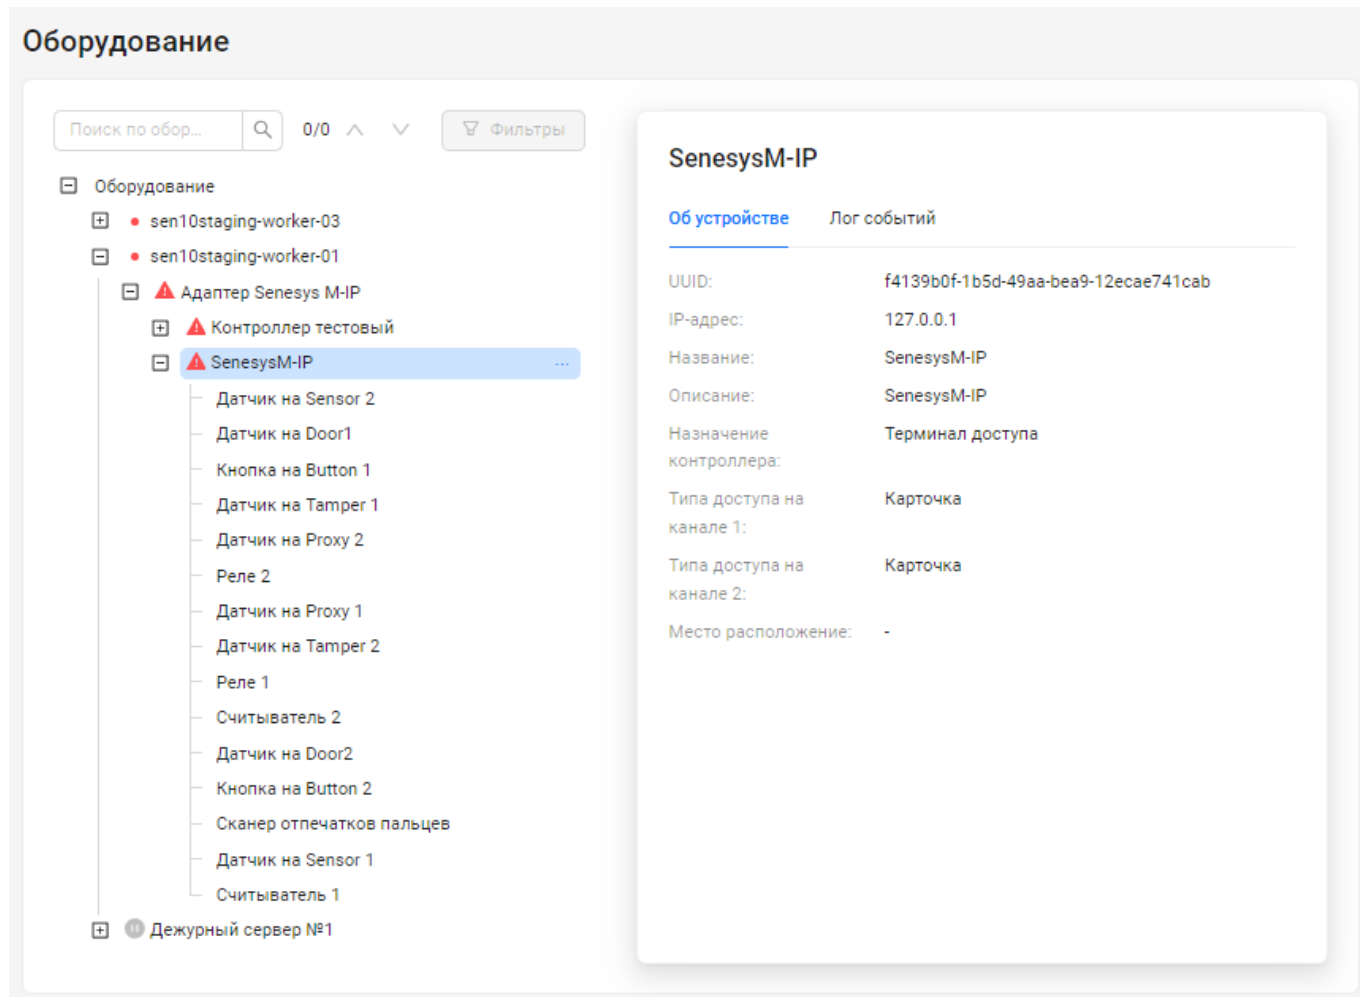 Оборудование
Поиск по обор...
0/0
Фильтры
Оборудование
sen10staging-worker-03
sen10staging-worker-01
Адаптер Senesys M-IP
Контроллер тестовый
SenesysM-IP
...
Датчик на Sensor 2
Датчик на Door1
Кнопка на Button 1
Датчик на Tamper 1
Датчик на Proxy 2
Реле 2
Датчик на Proxy 1
Датчик на Tamper 2
Реле 1
Считыватель 2
Датчик на Door2
Кнопка на Button 2
Сканер отпечатков пальцев
Датчик на Sensor 1
Считыватель 1
Дежурный сервер №1
SenesysM-IP
Об устройстве Лог событий
UUID: f4139b0f-1b5d-49aa-bea9-12ecae741cab
IP-адрес: 127.0.0.1
Название: SenesysM-IP
Описание: SenesysM-IP
Назначение Терминал доступа
контроллера:
Типа доступа на Карточка
канале 1:
Типа доступа на Карточка
канале 2:
Место расположение: -